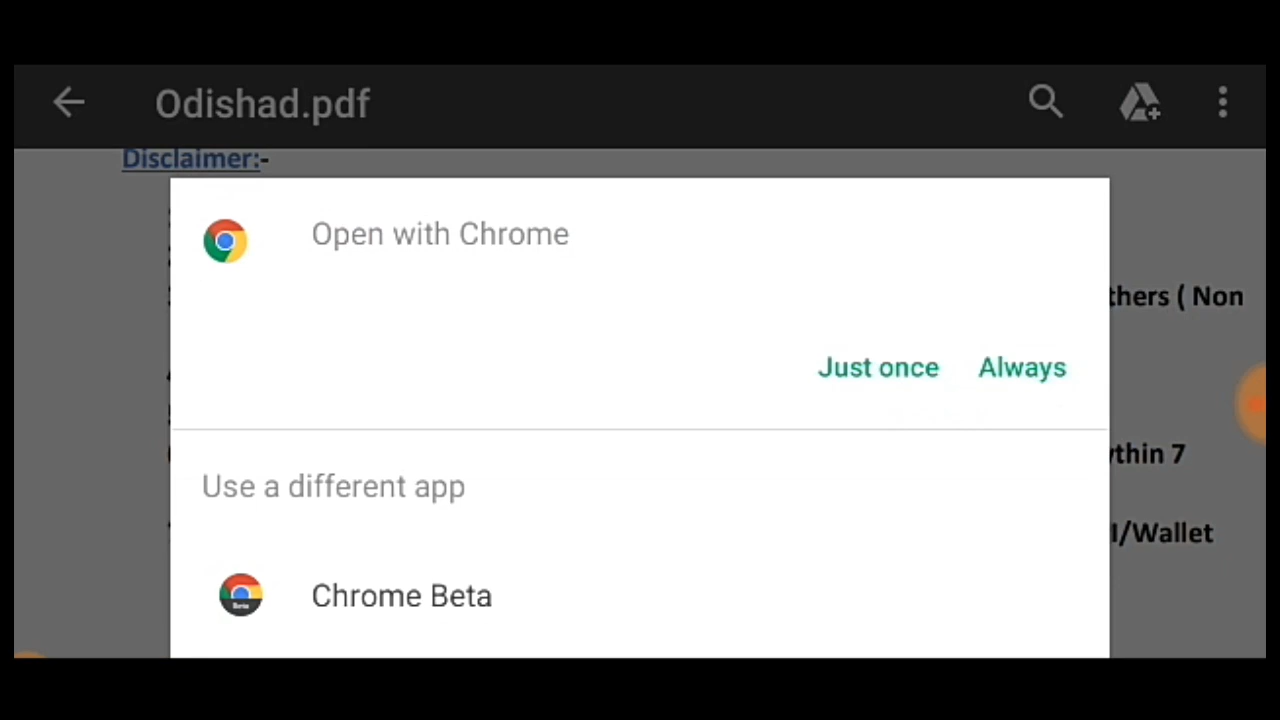 Odishad.pdf
Disclaimer:-
Open with Chrome
thers ( Non
Just once Always
ythin 7
Use a different app
I/Wallet
Chrome Beta